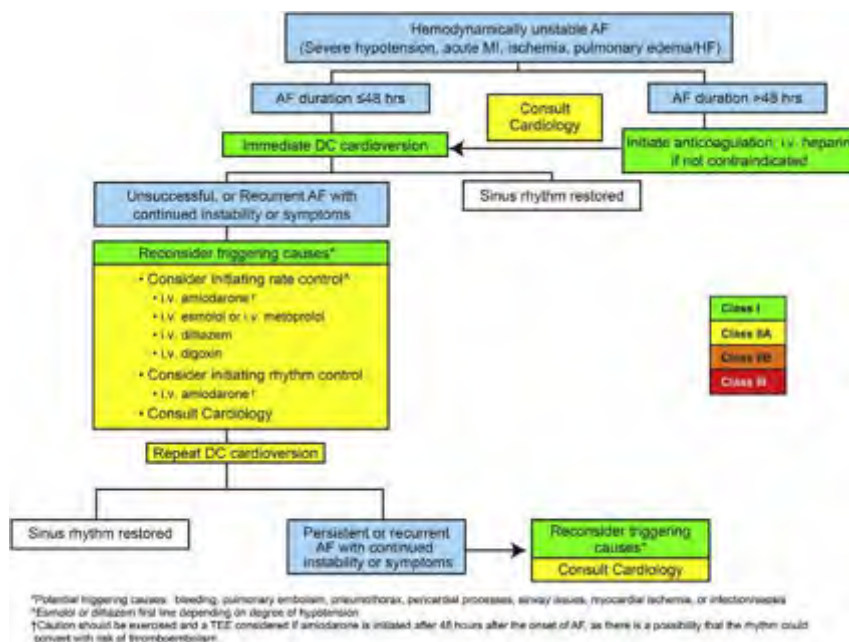 Hemodynamically unstable AF
(Severe hypotension, acute MI, ischemia, pulmonary edema/HF)
AF duration ≤48 hrs
AF duration >48 hrs
Consult
Cardiology
Immediate DC cardioversion
Initiate anticoagulation; i.v. heparin
if not contraindicated
Unsuccessful, or Recurrent AF with
continued instability or symptoms
Sinus rhythm restored
Reconsider triggering causes*
• Consider initiating rate control^
• i.v. amiodarone†
• i.v. esmolol or i.v. metoprolol
• i.v. diltiazem
• i.v. digoxin
• Consider initiating rhythm control
• i.v. amiodarone†
• Consult Cardiology
Class I
Class IIA
Class IIB
Class III
Repeat DC cardioversion
Sinus rhythm restored
Persistent or recurrent
AF with continued
instability or symptoms
Reconsider triggering
causes*
Consult Cardiology
*Potential triggering causes: bleeding, pulmonary embolism, pneumothorax, pericardial processes, airway issues, myocardial ischemia, or infection/sepsis
^Esmolol or diltiazem first line depending on degree of hypotension
†Caution should be exercised and a TEE considered if amiodarone is initiated after 48 hours after the onset of AF, as there is a possibility that the rhythm could
convert with risk of thromboembolism